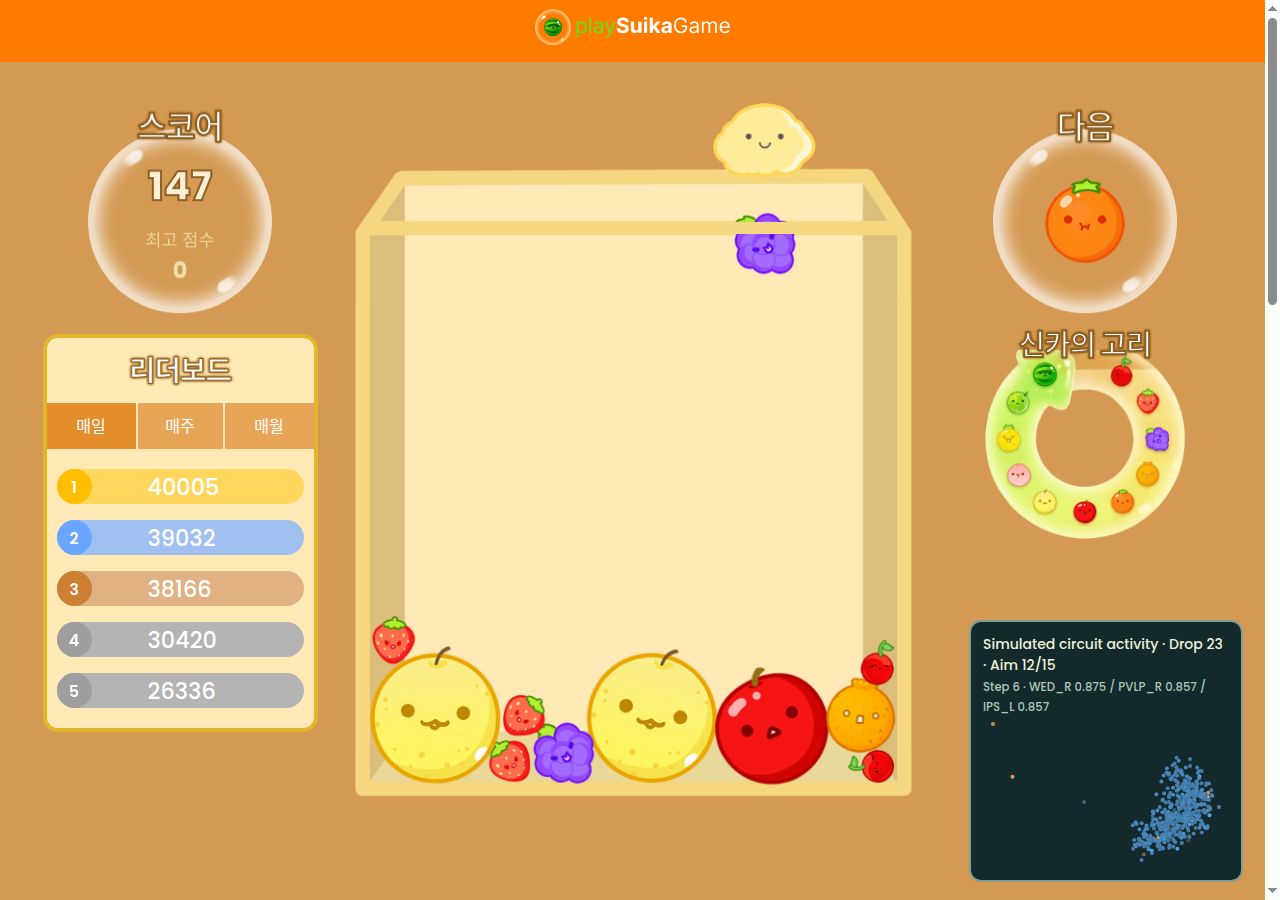 playSuikaGame
스코어
147
최고 점수
0
다음
신카의 고리
리더보드
매일
매주
매월
1 40005
2 39032
3 38166
4 30420
5 26336
Simulated circuit activity · Drop 23
· Aim 12/15
Step 6 · WED_R 0.875 / PVLP_R 0.857 /
IPS_L 0.857